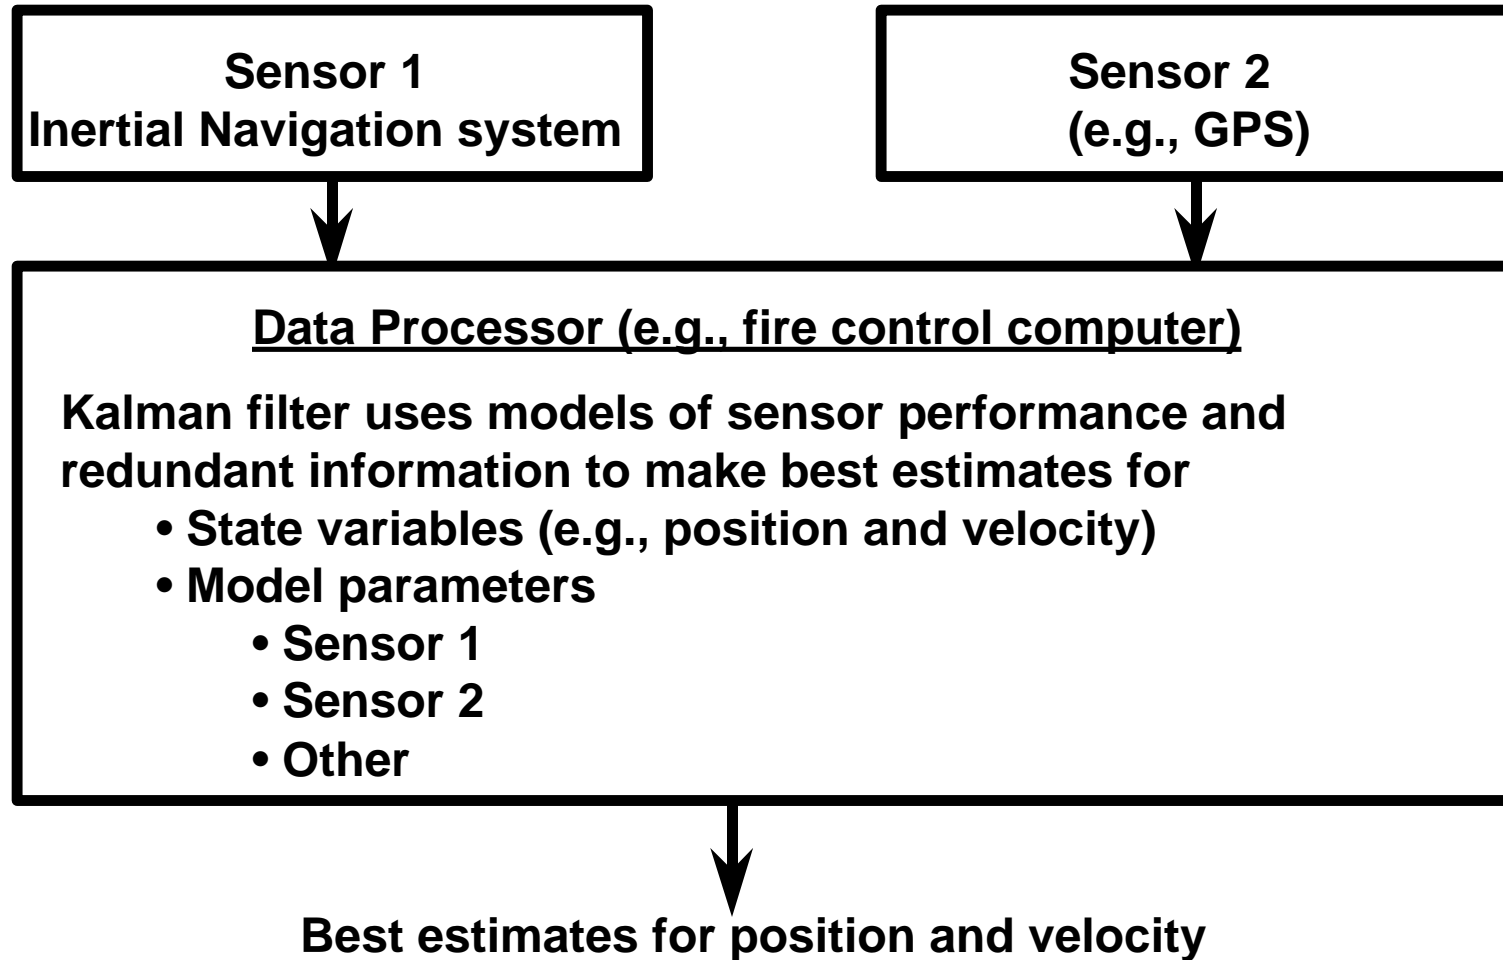 Sensor 1
Inertial Navigation system
Sensor 2
(e.g., GPS)
Data Processor (e.g., fire control computer)
Kalman filter uses models of sensor performance and
redundant information to make best estimates for
• State variables (e.g., position and velocity)
• Model parameters
• Sensor 1
• Sensor 2
• Other
Best estimates for position and velocity